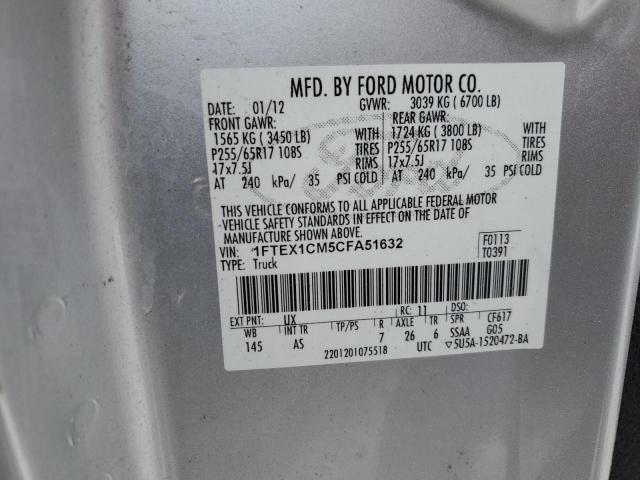 MFD. BY FORD MOTOR CO.
DATE: 01/12 GVWR: 3039 KG ( 6700 LB)
FRONT GAWR: REAR GAWR:
1565 KG ( 3450 LB) WITH 1724 KG ( 3800 LB) WITH
P255/65R17 108S TIRES P255/65R17 108S TIRES
17x7.5J RIMS 17x7.5J RIMS
AT 240 kPa/ 35 PSI COLD AT 240 kPa/ 35 PSI COLD
THIS VEHICLE CONFORMS TO ALL APPLICABLE FEDERAL MOTOR
VEHICLE SAFETY STANDARDS IN EFFECT ON THE DATE OF
MANUFACTURE SHOWN ABOVE.
VIN: 1FTEX1CM5CFA51632 F0113
TYPE: Truck T0391
EXT PNT: UX RC: 11 DSO:
WB INT TR TP/PS R AXLE TR SPR CF617
145 AS 7 26 6 SSAA G05
2201201075518 UTC ▽5U5A-1520472-BA